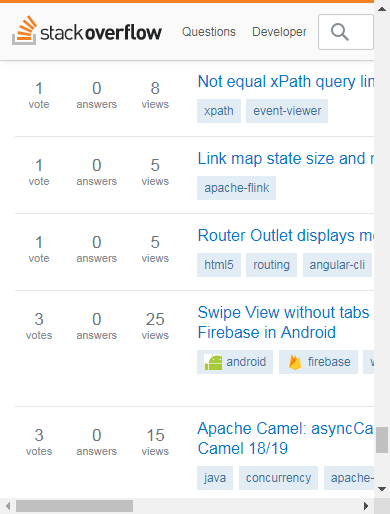 stackoverflow Questions Developer
1 0 8 Not equal xPath query
vote answers views
xpath event-viewer
1 0 5 Link map state size and
vote answers views
apache-flink
1 0 5 Router Outlet displays
vote answers views
html5 routing angular-cli
3 0 25 Swipe View without tabs
votes answers views Firebase in Android
android firebase
3 0 15 Apache Camel:
votes answers views Camel 18/19
java concurrency apache-